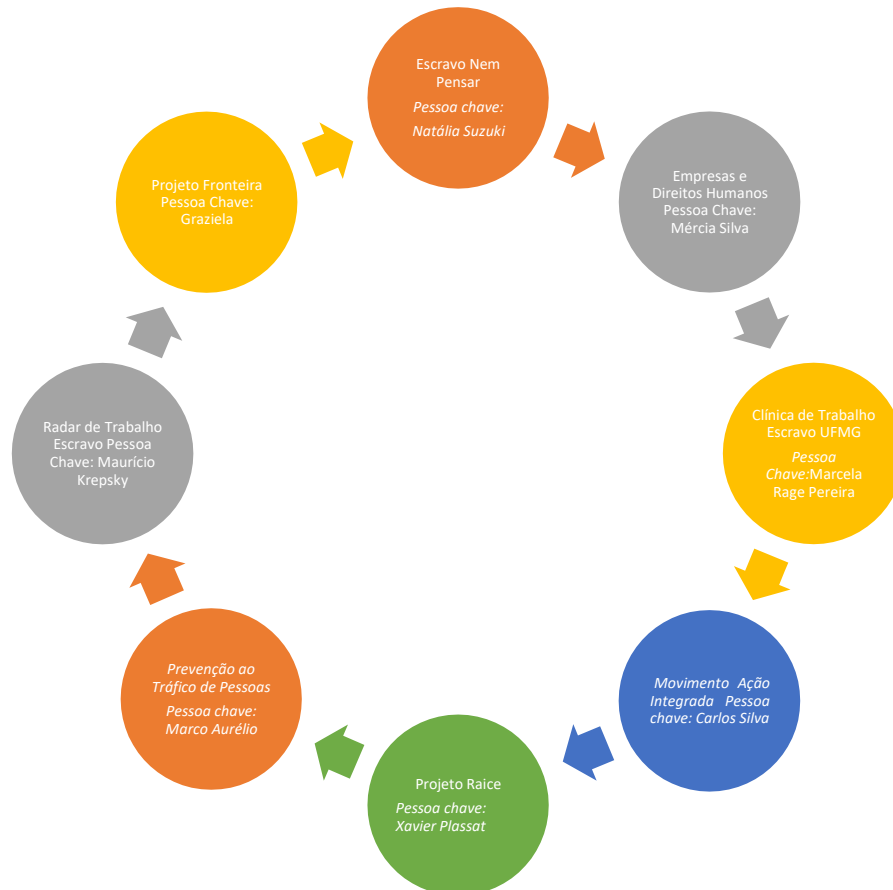 Escravo Nem
Pensar
Pessoa chave:
Natália Suzuki
Empresas e
Direitos Humanos
Pessoa Chave:
Mércia Silva
Clínica de Trabalho
Escravo UFMG
Pessoa
Chave:Marcela
Rage Pereira
Movimento Ação
Integrada Pessoa
chave: Carlos Silva
Projeto Raice
Pessoa chave:
Xavier Plassat
Prevenção ao
Tráfico de Pessoas
Pessoa chave:
Marco Aurélio
Radar de Trabalho
Escravo Pessoa
Chave: Maurício
Krepsky
Projeto Fronteira
Pessoa Chave:
Graziela